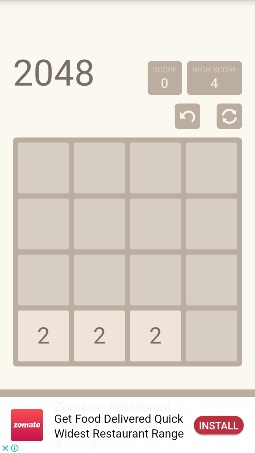 2048
SCORE
0
HIGH SCORE
4
2 2 2
zomato
Get Food Delivered Quick
Widest Restaurant Range
INSTALL